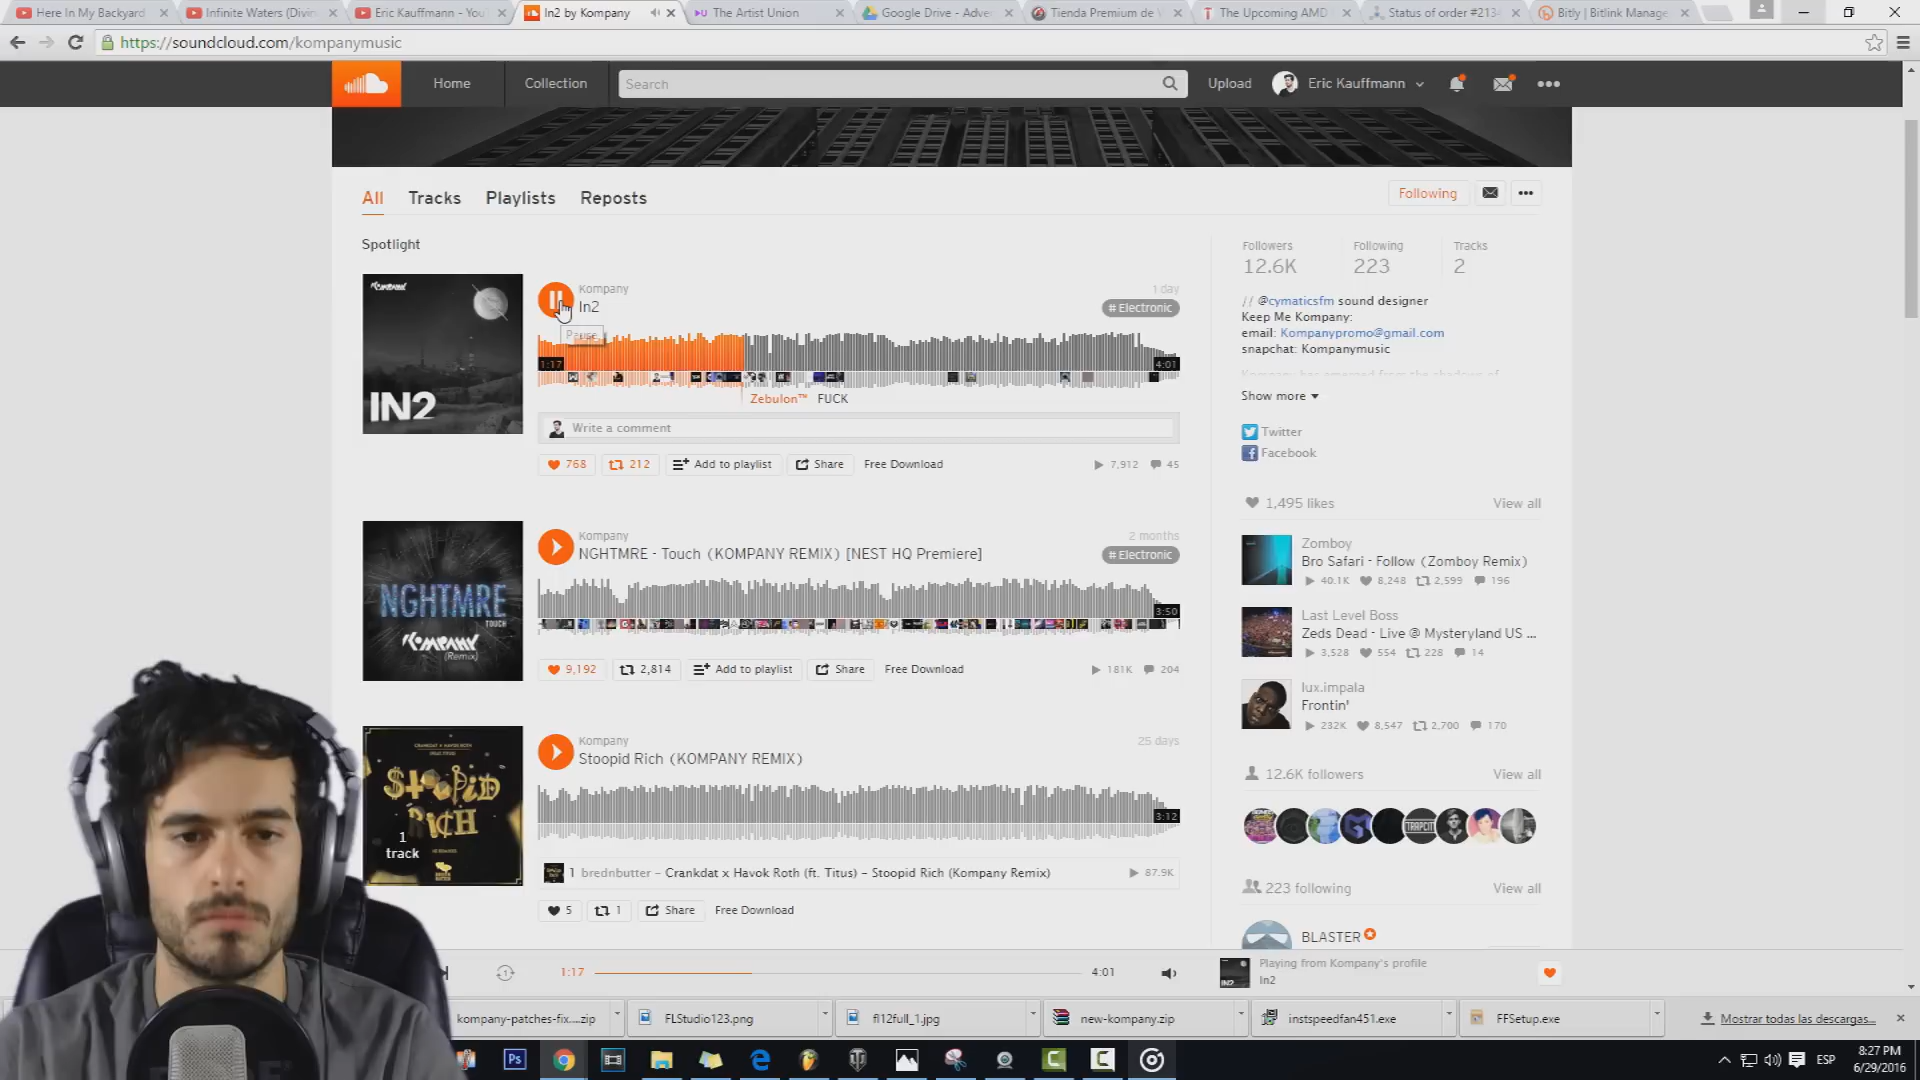 Here In My Backyard
Infinite Waters (Divin
Eric Kauffmann - You
In2 by Kompany
The Artist Union
Google Drive - Adve
Tienda Premium de
The Upcoming AMD
Status of order #213
Bitly | Bitlink Manage
https://soundcloud.com/kompanymusic
Home
Collection
Search
Upload
Eric Kauffmann
All
Tracks
Playlists
Reposts
Following
Spotlight
Followers
Following
Tracks
12.6K
223
2
Kompany
In2
1 day
# Electronic
Pause
1:17
4:01
IN2
Zebulon™ FUCK
Write a comment
768
212
Add to playlist
Share
Free Download
7,912
45
// @cymaticsfm sound designer
Keep Me Kompany:
email: Kompanypromo@gmail.com
snapchat: Kompanymusic
Show more
Twitter
Facebook
1,495 likes
View all
Kompany
NGHTMRE - Touch (KOMPANY REMIX) [NEST HQ Premiere]
2 months
# Electronic
3:50
NGHTMRE
TOUCH
KOMPANY
(Remix)
9,192
2,814
Add to playlist
Share
Free Download
181K
204
Zomboy
Bro Safari - Follow (Zomboy Remix)
40.1K
8,248
2,599
196
Last Level Boss
Zeds Dead - Live @ Mysteryland US ...
3,528
554
228
14
lux.impala
Frontin'
232K
8,547
2,700
170
Kompany
Stoopid Rich (KOMPANY REMIX)
25 days
3:12
$TOOPID
RICH
1
track
1 brednbutter – Crankdat x Havok Roth (ft. Titus) – Stoopid Rich (Kompany Remix)
87.9K
5
1
Share
Free Download
12.6K followers
View all
TRAPCITY
223 following
View all
BLASTER
1:17
4:01
Playing from Kompany's profile
In2
kompany-patches-fix....zip
FLStudio123.png
fl12full_1.jpg
new-kompany.zip
instspeedfan451.exe
FFSetup.exe
Mostrar todas las descargas...
Ps
ESP
8:27 PM
6/29/2016